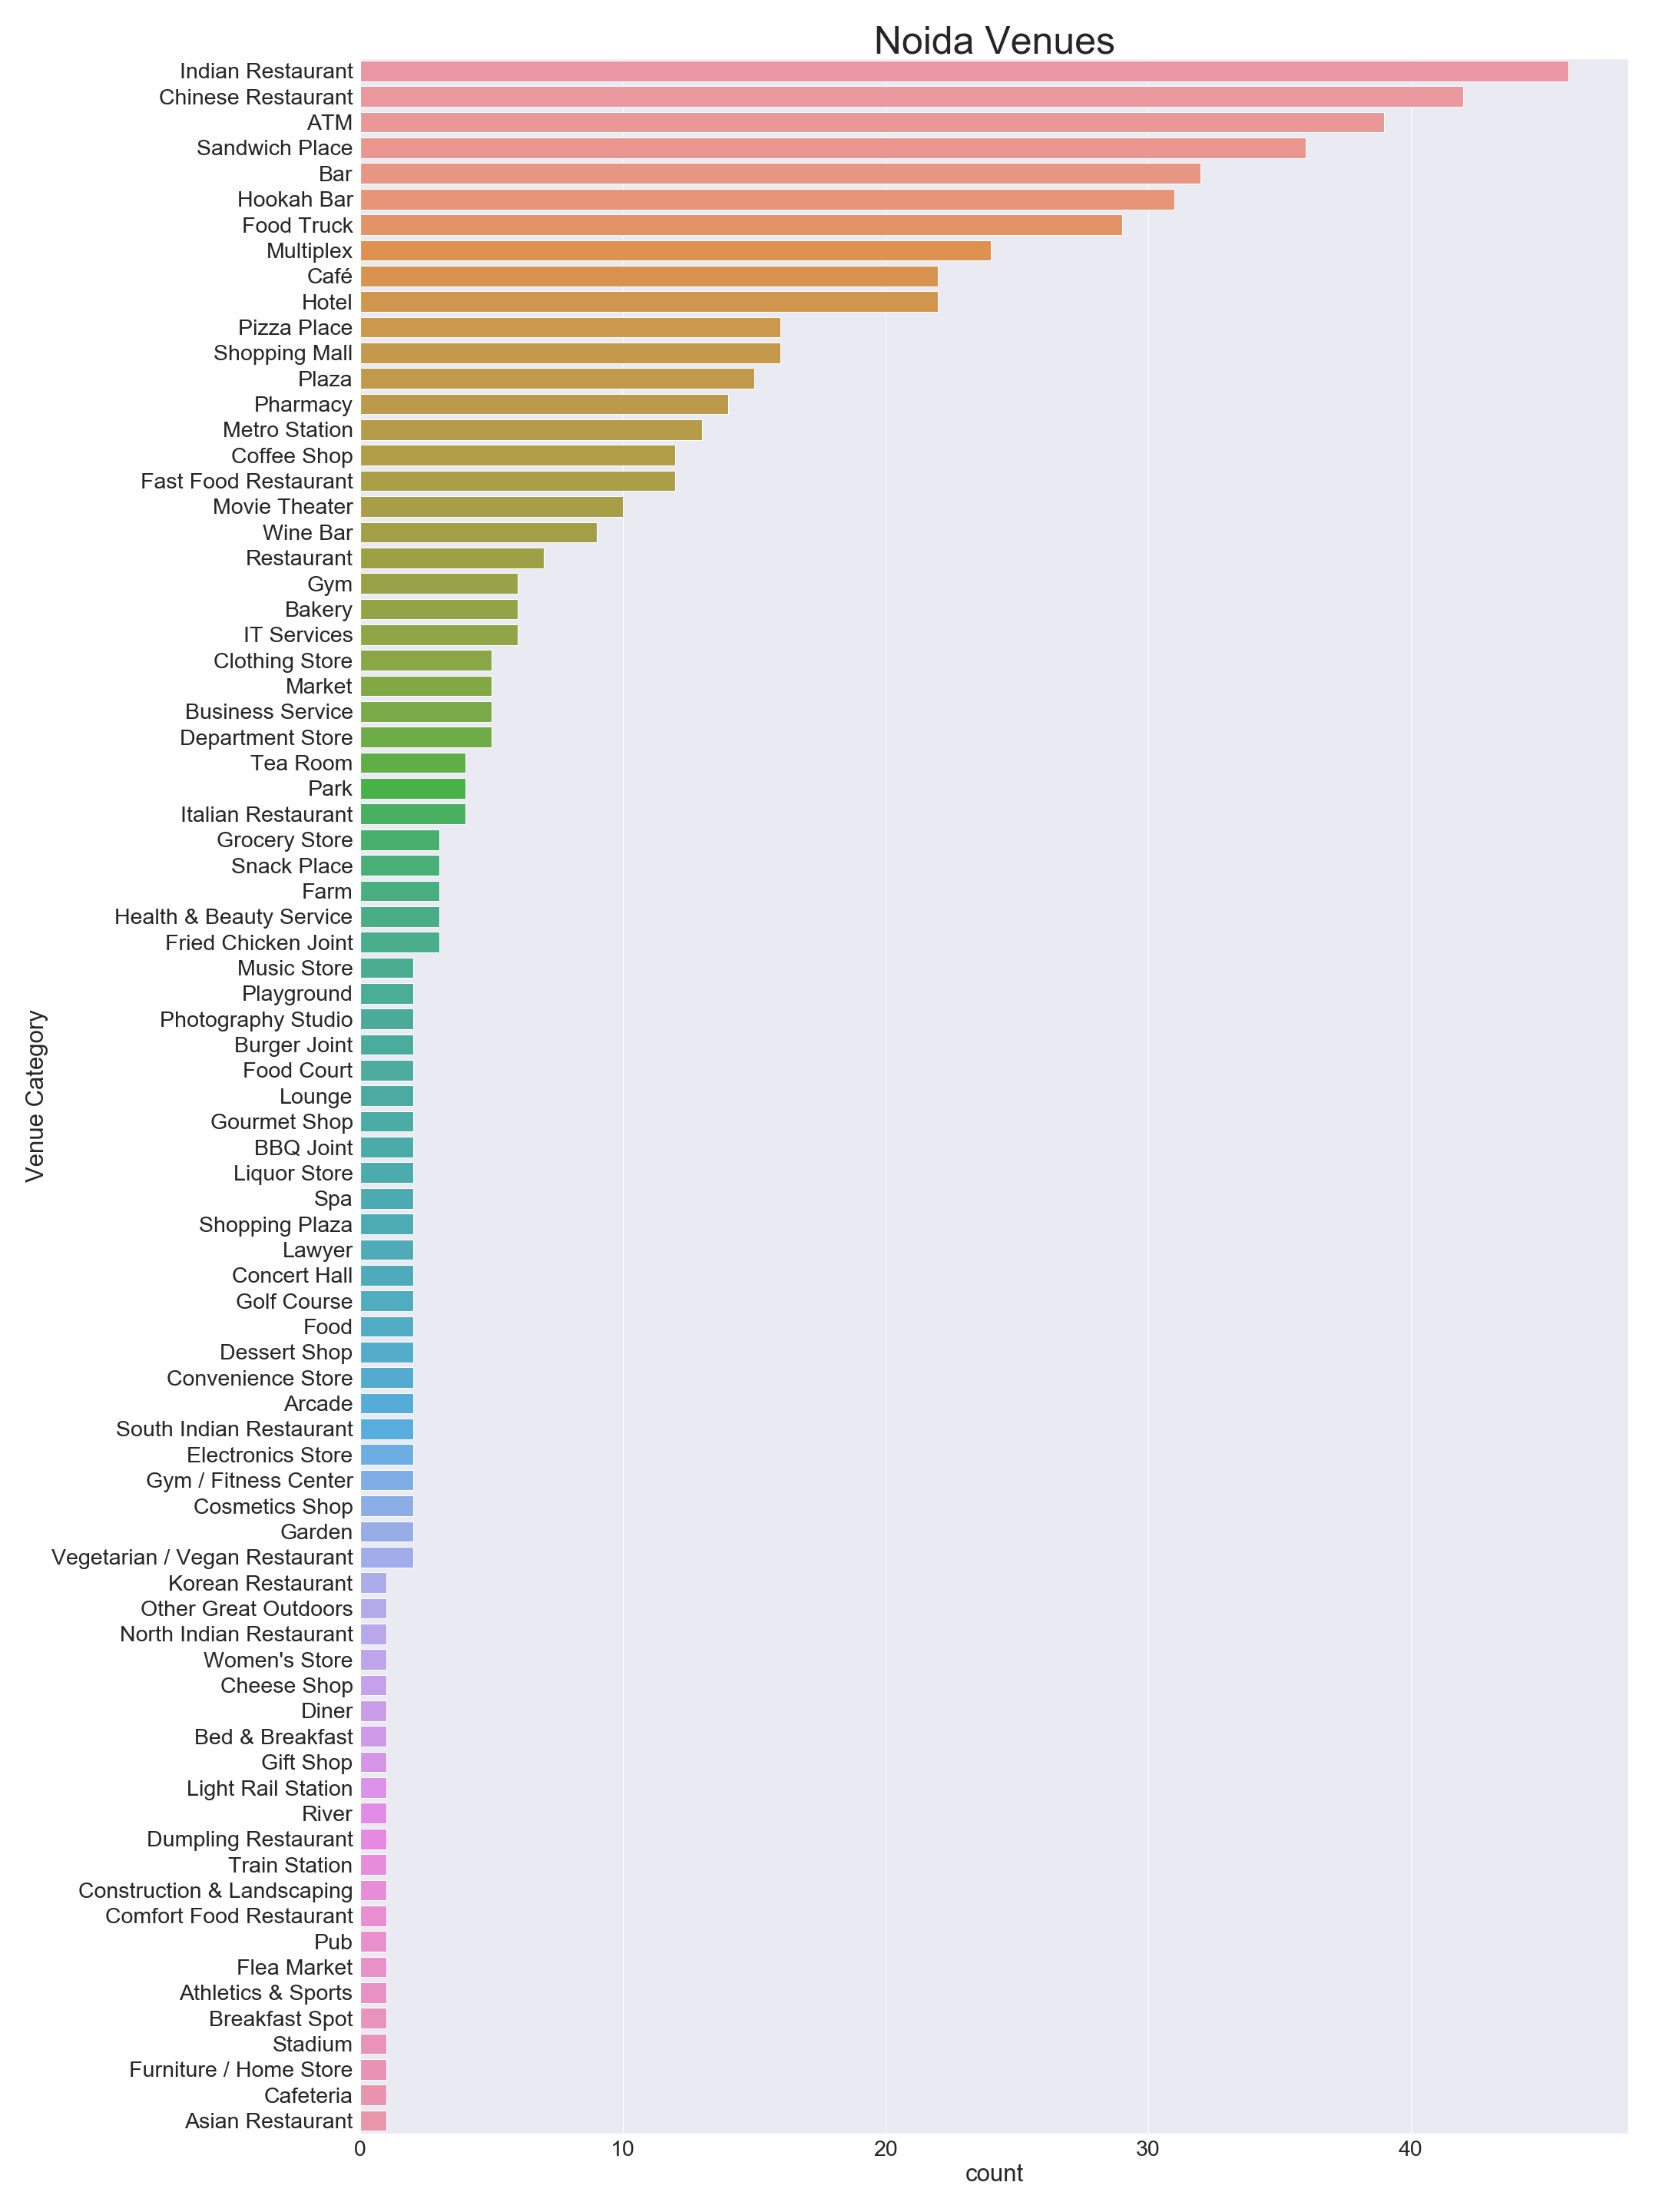 Noida Venues
Indian Restaurant
Chinese Restaurant
ATM
Sandwich Place
Bar
Hookah Bar
Food Truck
Multiplex
Café
Hotel
Pizza Place
Shopping Mall
Plaza
Pharmacy
Metro Station
Coffee Shop
Fast Food Restaurant
Movie Theater
Wine Bar
Restaurant
Gym
Bakery
IT Services
Clothing Store
Market
Business Service
Department Store
Tea Room
Park
Italian Restaurant
Grocery Store
Snack Place
Farm
Health & Beauty Service
Fried Chicken Joint
Music Store
Playground
Photography Studio
Burger Joint
Food Court
Lounge
Gourmet Shop
BBQ Joint
Liquor Store
Spa
Shopping Plaza
Lawyer
Concert Hall
Golf Course
Food
Dessert Shop
Convenience Store
Arcade
South Indian Restaurant
Electronics Store
Gym / Fitness Center
Cosmetics Shop
Garden
Vegetarian / Vegan Restaurant
Korean Restaurant
Other Great Outdoors
North Indian Restaurant
Women's Store
Cheese Shop
Diner
Bed & Breakfast
Gift Shop
Light Rail Station
River
Dumpling Restaurant
Train Station
Construction & Landscaping
Comfort Food Restaurant
Pub
Flea Market
Athletics & Sports
Breakfast Spot
Stadium
Furniture / Home Store
Cafeteria
Asian Restaurant
Venue Category
0 10 20 30 40
count